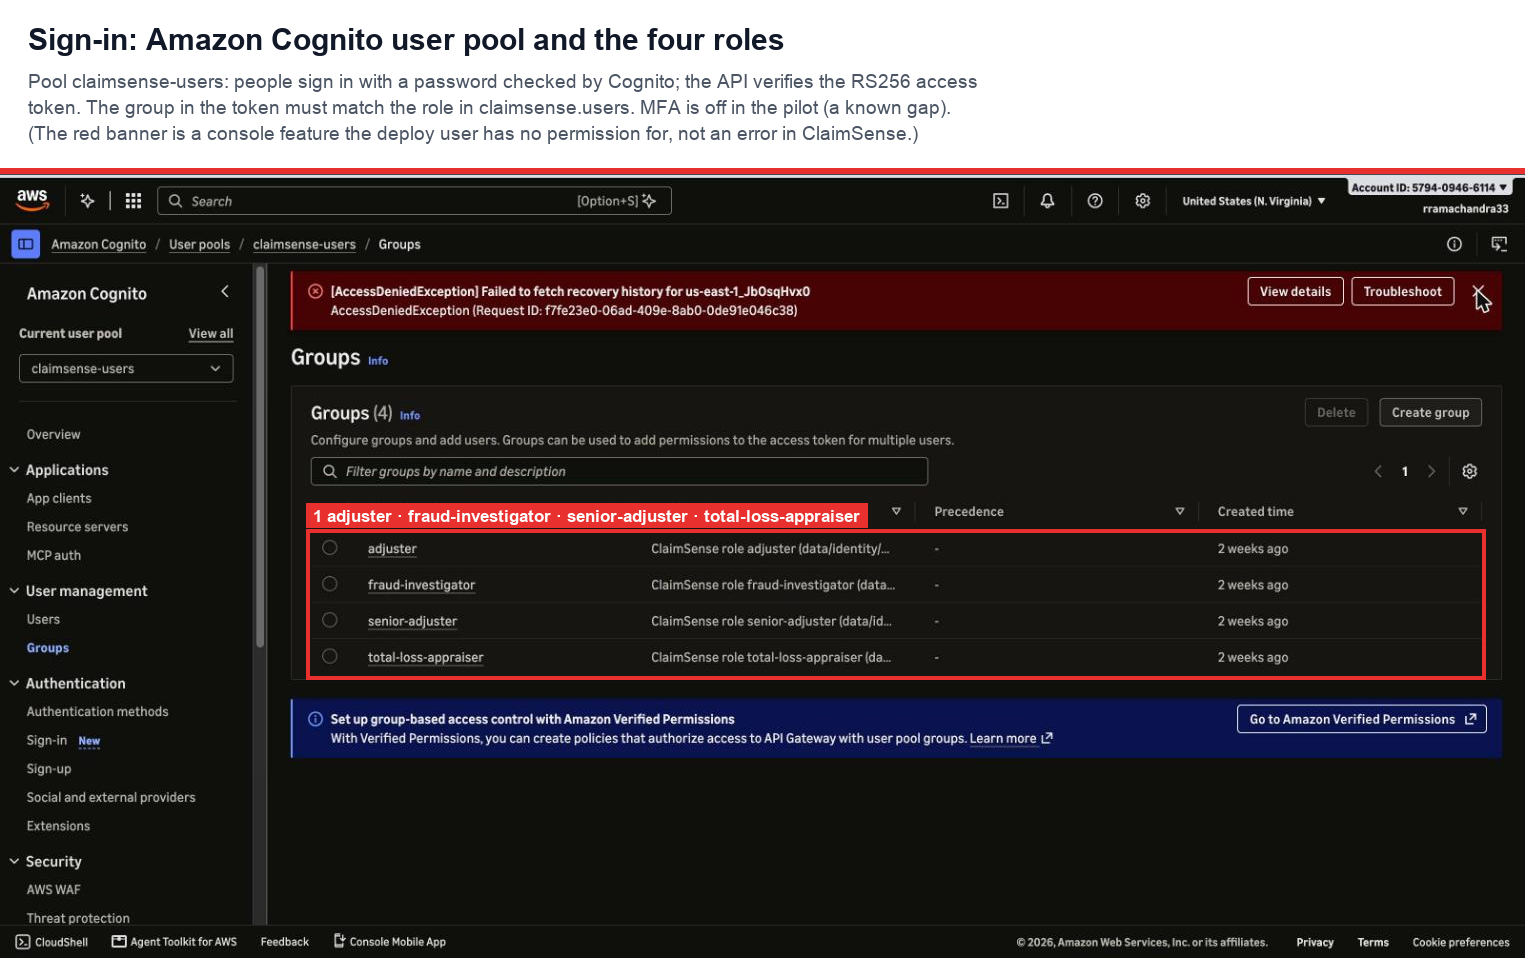 Sign-in: Amazon Cognito user pool and the four roles
Pool claimsense-users: people sign in with a password checked by Cognito; the API verifies the RS256 access
token. The group in the token must match the role in claimsense.users. MFA is off in the pilot (a known gap).
(The red banner is a console feature the deploy user has no permission for, not an error in ClaimSense.)
aws
Search [Option+S]
United States (N. Virginia)
Account ID: 5794-0946-6114
rramachandra33
Amazon Cognito / User pools / claimsense-users / Groups
Amazon Cognito
Current user pool View all
claimsense-users
Overview
Applications
App clients
Resource servers
MCP auth
User management
Users
Groups
Authentication
Authentication methods
Sign-in New
Sign-up
Social and external providers
Extensions
Security
AWS WAF
Threat protection
[AccessDeniedException] Failed to fetch recovery history for us-east-1_JbOsqHvx0
AccessDeniedException (Request ID: f7fe23e0-06ad-409e-8ab0-0de91e046c38)
View details Troubleshoot
Groups Info
Groups (4) Info
Delete Create group
Configure groups and add users. Groups can be used to add permissions to the access token for multiple users.
Filter groups by name and description
1
1 adjuster · fraud-investigator · senior-adjuster · total-loss-appraiser
Precedence Created time
adjuster ClaimSense role adjuster (data/identity/... - 2 weeks ago
fraud-investigator ClaimSense role fraud-investigator (data... - 2 weeks ago
senior-adjuster ClaimSense role senior-adjuster (data/id... - 2 weeks ago
total-loss-appraiser ClaimSense role total-loss-appraiser (da... - 2 weeks ago
Set up group-based access control with Amazon Verified Permissions
With Verified Permissions, you can create policies that authorize access to API Gateway with user pool groups. Learn more
Go to Amazon Verified Permissions
CloudShell Agent Toolkit for AWS Feedback Console Mobile App
© 2026, Amazon Web Services, Inc. or its affiliates. Privacy Terms Cookie preferences